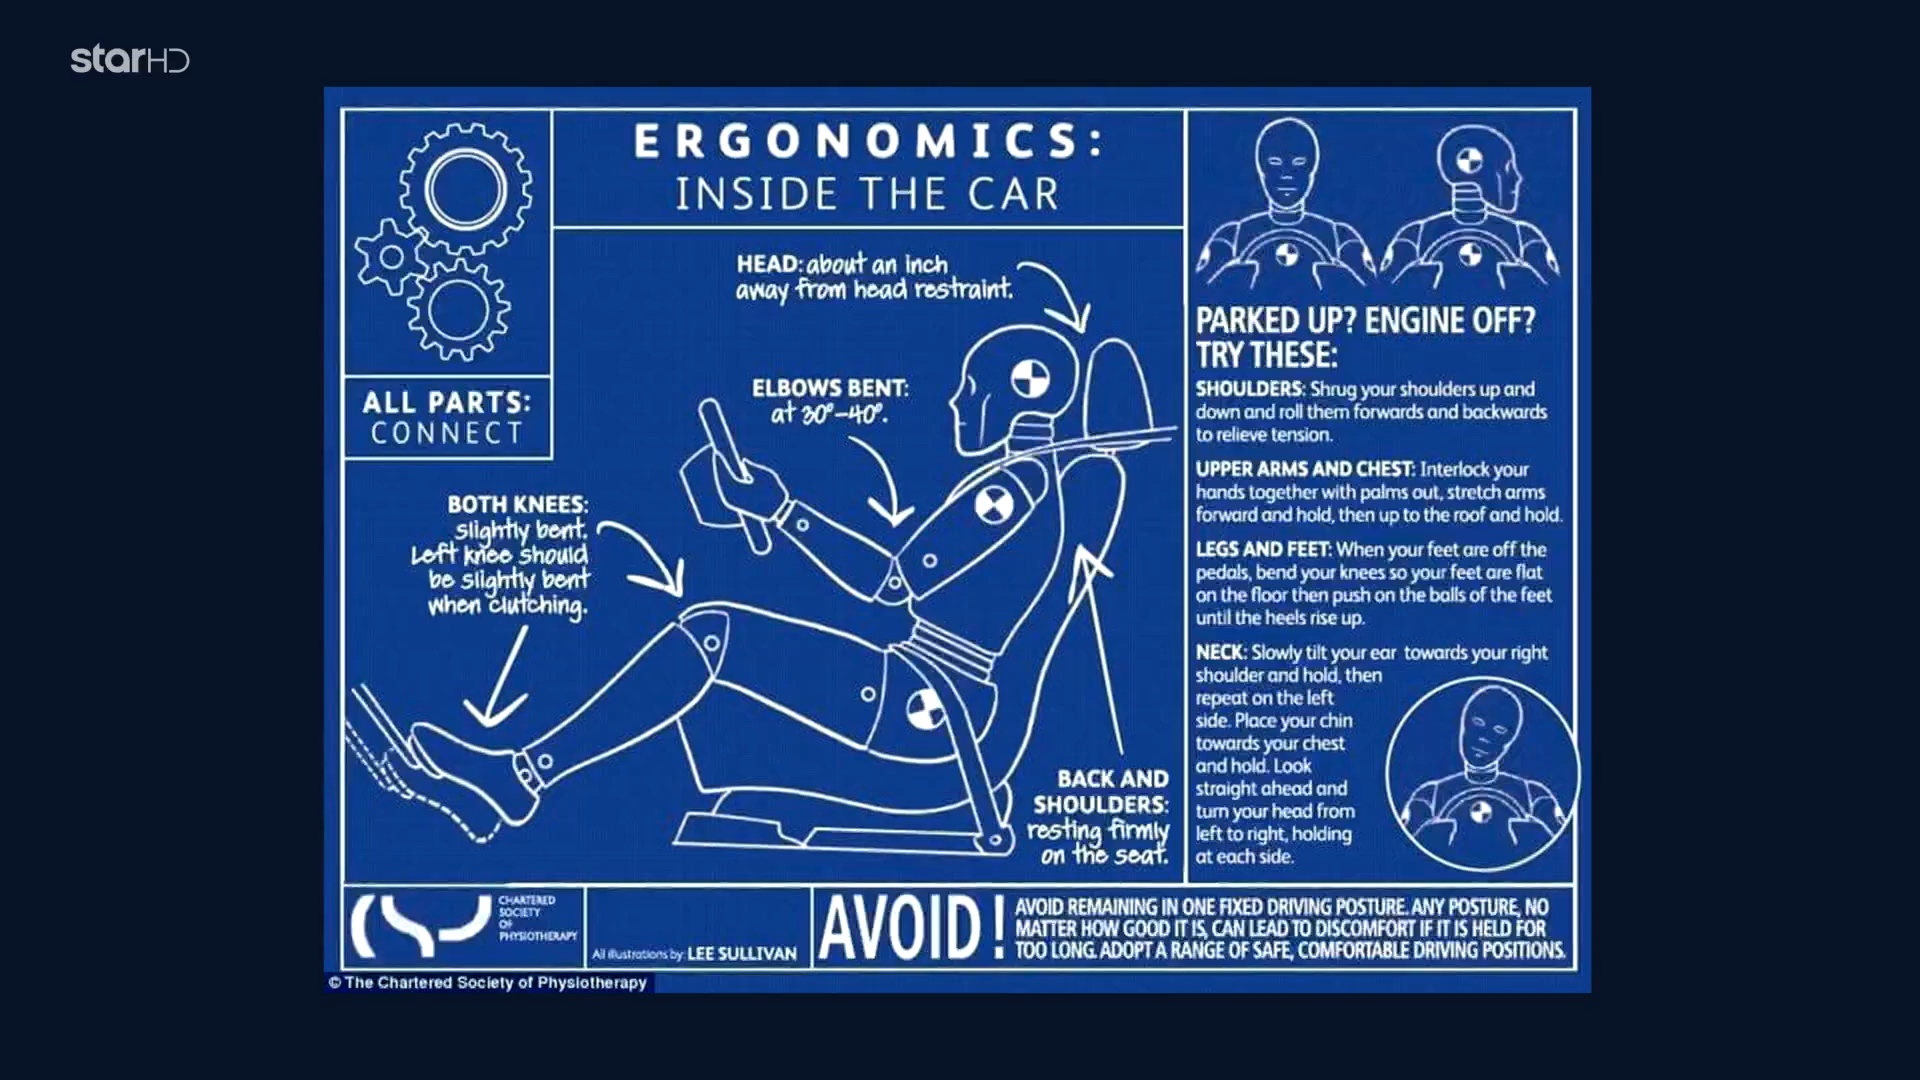 starHD
ERGONOMICS:
INSIDE THE CAR
ALL PARTS:
CONNECT
HEAD: about an inch
away from head restraint.
ELBOWS BENT:
at 30°-40°.
BOTH KNEES:
slightly bent.
Left knee should
be slightly bent
when clutching.
BACK AND
SHOULDERS:
resting firmly
on the seat.
PARKED UP? ENGINE OFF?
TRY THESE:
SHOULDERS: Shrug your shoulders up and
down and roll them forwards and backwards
to relieve tension.
UPPER ARMS AND CHEST: Interlock your
hands together with palms out, stretch arms
forward and hold, then up to the roof and hold.
LEGS AND FEET: When your feet are off the
pedals, bend your knees so your feet are flat
on the floor then push on the balls of the feet
until the heels rise up.
NECK: Slowly tilt your ear towards your right
shoulder and hold, then
repeat on the left
side. Place your chin
towards your chest
and hold. Look
straight ahead and
turn your head from
left to right, holding
at each side.
CHARTERED
SOCIETY
OF
PHYSIOTHERAPY
All illustrations by: LEE SULLIVAN
AVOID!
AVOID REMAINING IN ONE FIXED DRIVING POSTURE. ANY POSTURE, NO
MATTER HOW GOOD IT IS, CAN LEAD TO DISCOMFORT IF IT IS HELD FOR
TOO LONG. ADOPT A RANGE OF SAFE, COMFORTABLE DRIVING POSITIONS.
© The Chartered Society of Physiotherapy